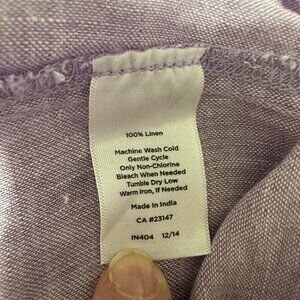 100% Linen
Machine Wash Cold
Gentle Cycle
Only Non-Chlorine
Bleach When Needed
Tumble Dry Low
Warm Iron, If Needed
Made in India
CA #23147
IN404 12/14